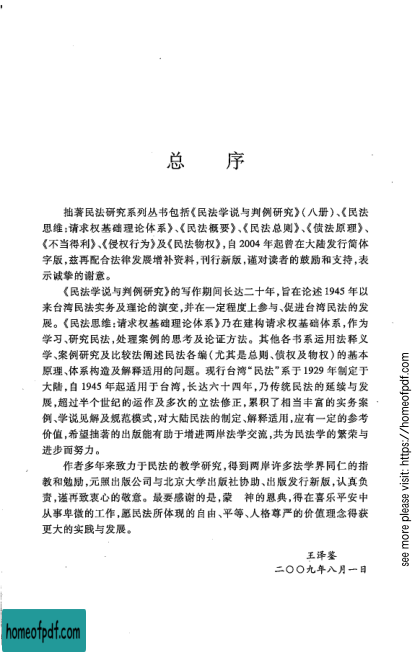 总 序
拙著民法研究系列丛书包括《民法学说与判例研究》(八册)、《民法
思维:请求权基础理论体系》、《民法概要》、《民法总则》、《债法原理》、
《不当得利》、《侵权行为》及《民法物权》,自2004年起曾在大陆发行简体
字版,兹再配合法律发展增补资料,刊行新版,谨对读者的鼓励和支持,表
示诚挚的谢意。
《民法学说与判例研究》的写作期间长达二十年,旨在论述1945年以
来台湾民法实务及理论的演变,并在一定程度上参与、促进台湾民法的发
展。《民法思维:请求权基础理论体系》乃在建构请求权基础体系,作为
学习、研究民法,处理案例的思考及论证方法。其他各书系运用法释义
学、案例研究及比较法阐述民法各编(尤其是总则、债权及物权)的基本
原理、体系构造及解释适用的问题。现行台湾“民法”系于1929年制定于
大陆,自1945年起适用于台湾,长达六十四年,乃传统民法的延续与发
展,超过半个世纪的运作及多次的立法修正,累积了相当丰富的实务案
例、学说见解及规范模式,对大陆民法的制定、解释适用,应有一定的参考
价值,希望拙著的出版能有助于增进两岸法学交流,共为民法学的繁荣与
进步而努力。
作者多年来致力于民法的教学研究,得到两岸许多法学界同仁的指
教和勉励,元照出版公司与北京大学出版社协助、出版发行新版,认真负
责,谨再致衷心的敬意。最要感谢的是,蒙 神的恩典,得在喜乐平安中
从事卑微的工作,愿民法所体现的自由、平等、人格尊严的价值理念得获
更大的实践与发展。
王泽鉴
二〇〇九年八月一日
see more please visit: https://homeofpdf.com
homeofpdf.com